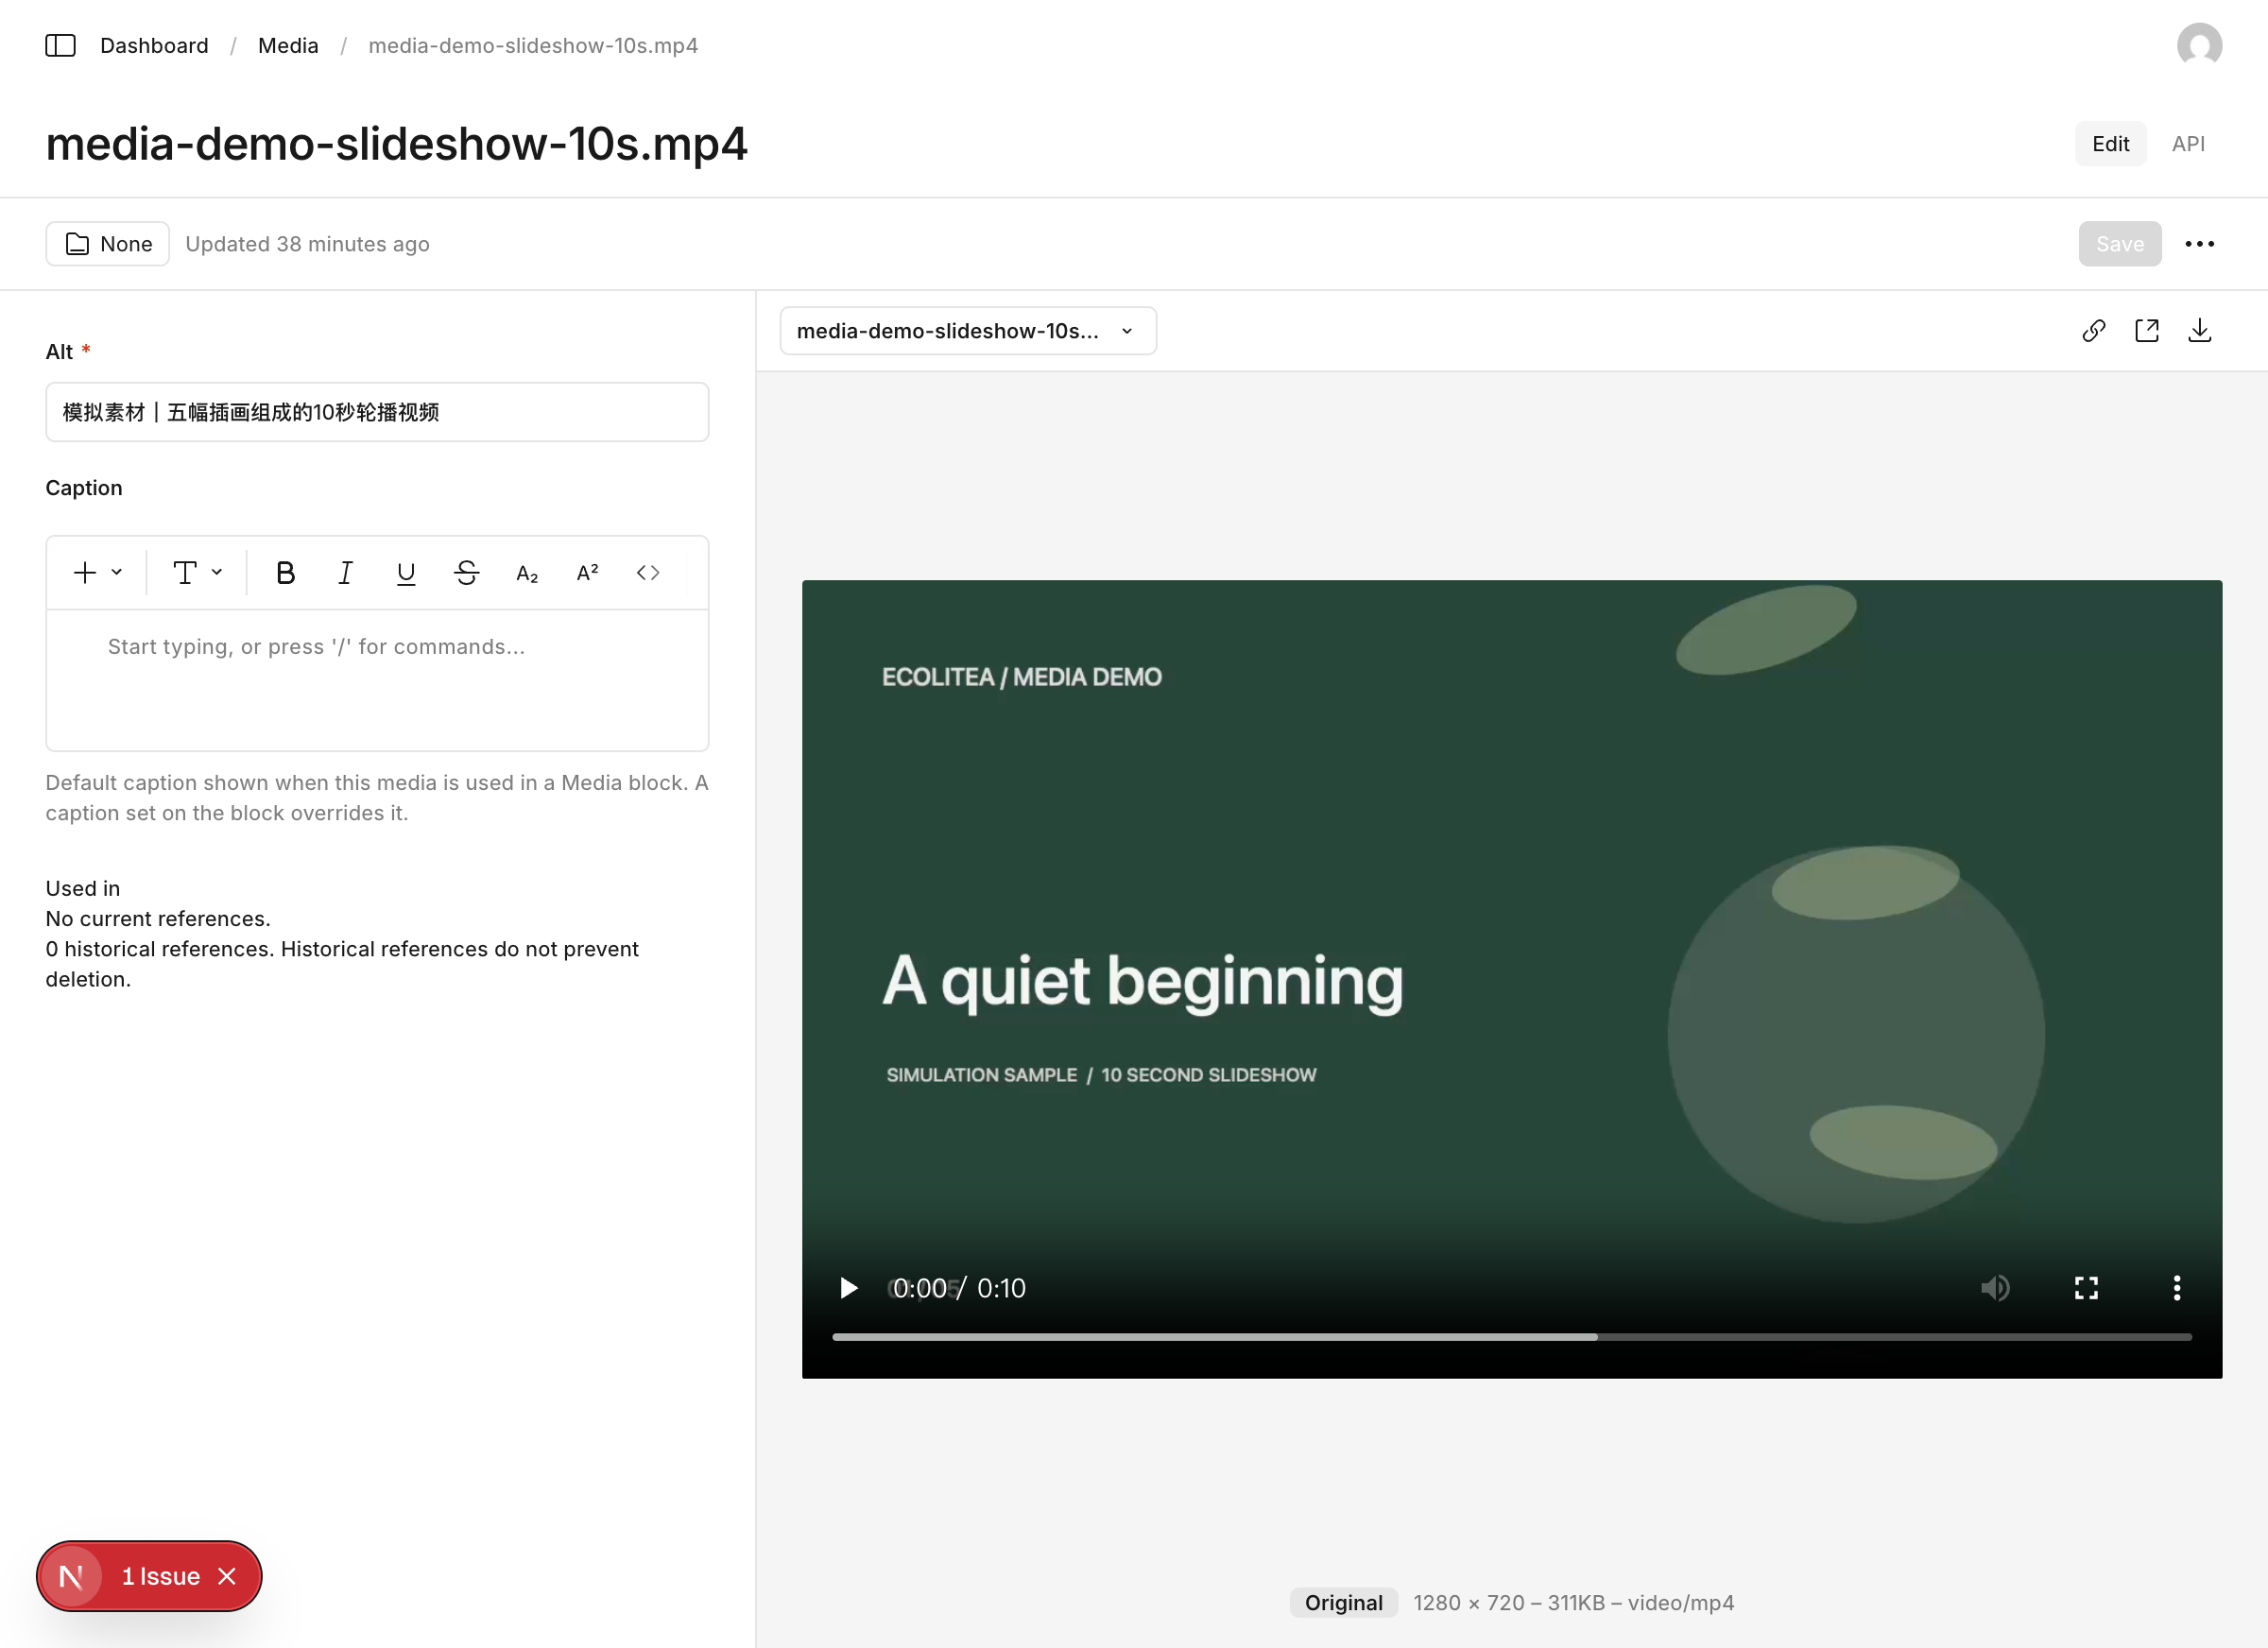 Dashboard / Media / media-demo-slideshow-10s.mp4
media-demo-slideshow-10s.mp4
Edit API
None Updated 38 minutes ago
Save
Alt *
模拟素材｜五幅插画组成的10秒轮播视频
Caption
Start typing, or press '/' for commands...
Default caption shown when this media is used in a Media block. A
caption set on the block overrides it.
Used in
No current references.
0 historical references. Historical references do not prevent
deletion.
1 Issue
media-demo-slideshow-10s...
ECOLITEA / MEDIA DEMO
A quiet beginning
SIMULATION SAMPLE / 10 SECOND SLIDESHOW
0:00 / 0:10
Original 1280 × 720 – 311KB – video/mp4